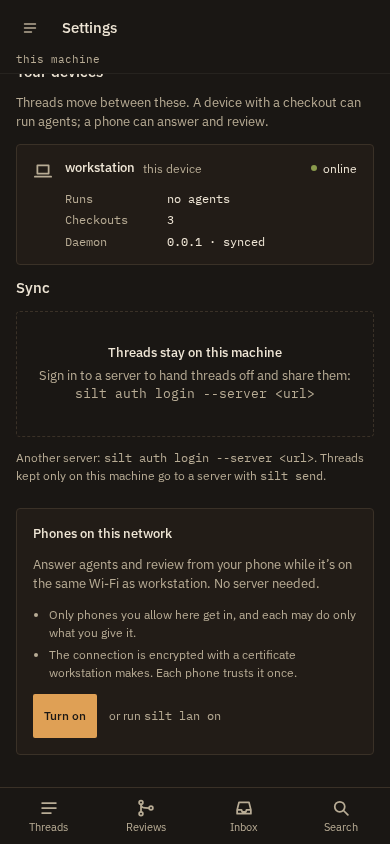 Settings
this machine
Your devices
Threads move between these. A device with a checkout can
run agents; a phone can answer and review.
workstation this device online
Runs no agents
Checkouts 3
Daemon 0.0.1 · synced
Sync
Threads stay on this machine
Sign in to a server to hand threads off and share them:
silt auth login --server <url>
Another server: silt auth login --server <url>. Threads
kept only on this machine go to a server with silt send.
Phones on this network
Answer agents and review from your phone while it's on
the same Wi-Fi as workstation. No server needed.
• Only phones you allow here get in, and each may do only
what you give it.
• The connection is encrypted with a certificate
workstation makes. Each phone trusts it once.
Turn on or run silt lan on
Threads Reviews Inbox Search